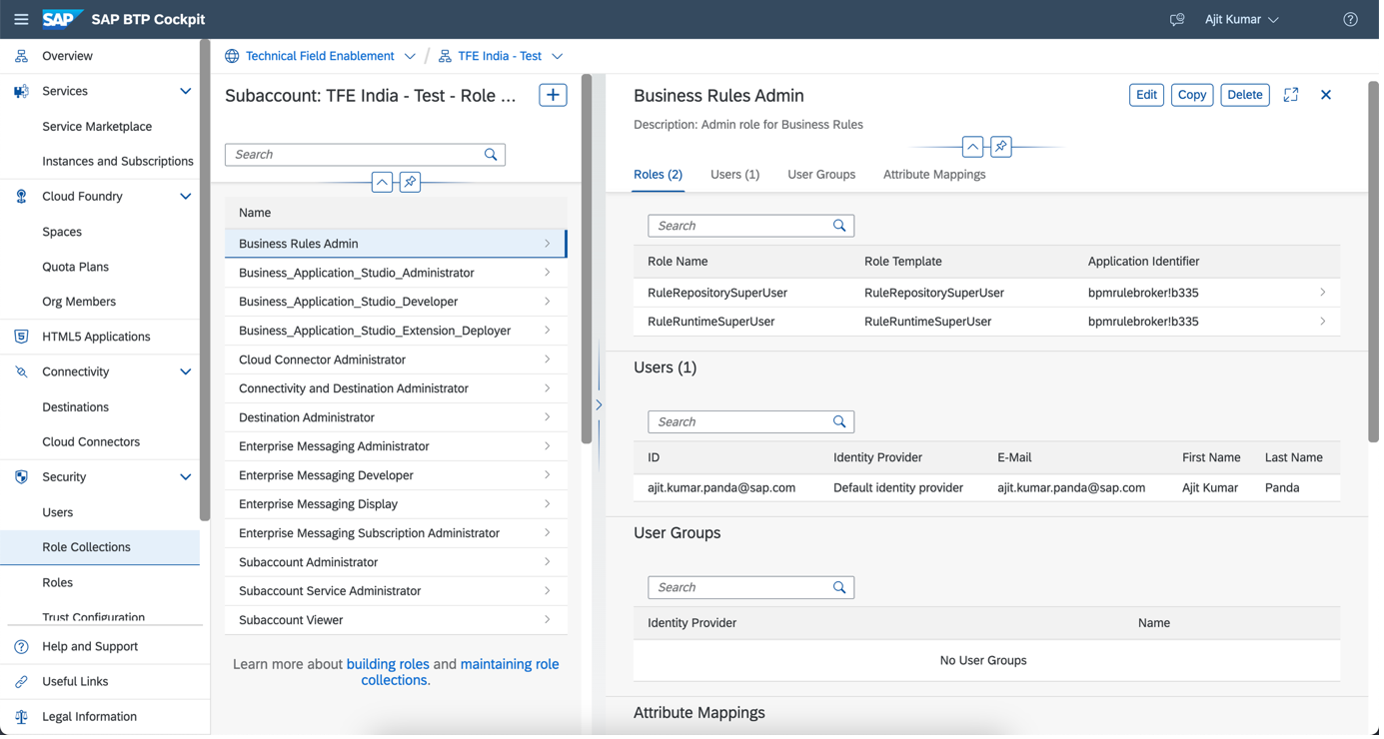 SAP SAP BTP Cockpit
Ajit Kumar
Overview
Services
Service Marketplace
Instances and Subscriptions
Cloud Foundry
Spaces
Quota Plans
Org Members
HTML5 Applications
Connectivity
Destinations
Cloud Connectors
Security
Users
Role Collections
Roles
Trust Configuration
Help and Support
Useful Links
Legal Information
Technical Field Enablement / TFE India - Test
Subaccount: TFE India - Test - Role ...
Search
Name
Business Rules Admin
Business_Application_Studio_Administrator
Business_Application_Studio_Developer
Business_Application_Studio_Extension_Deployer
Cloud Connector Administrator
Connectivity and Destination Administrator
Destination Administrator
Enterprise Messaging Administrator
Enterprise Messaging Developer
Enterprise Messaging Display
Enterprise Messaging Subscription Administrator
Subaccount Administrator
Subaccount Service Administrator
Subaccount Viewer
Learn more about building roles and maintaining role
collections.
Business Rules Admin
Edit Copy Delete
Description: Admin role for Business Rules
Roles (2) Users (1) User Groups Attribute Mappings
Search
Role Name Role Template Application Identifier
RuleRepositorySuperUser RuleRepositorySuperUser bpmrulebroker!b335
RuleRuntimeSuperUser RuleRuntimeSuperUser bpmrulebroker!b335
Users (1)
Search
ID Identity Provider E-Mail First Name Last Name
ajit.kumar.panda@sap.com Default identity provider ajit.kumar.panda@sap.com Ajit Kumar Panda
User Groups
Search
Identity Provider Name
No User Groups
Attribute Mappings